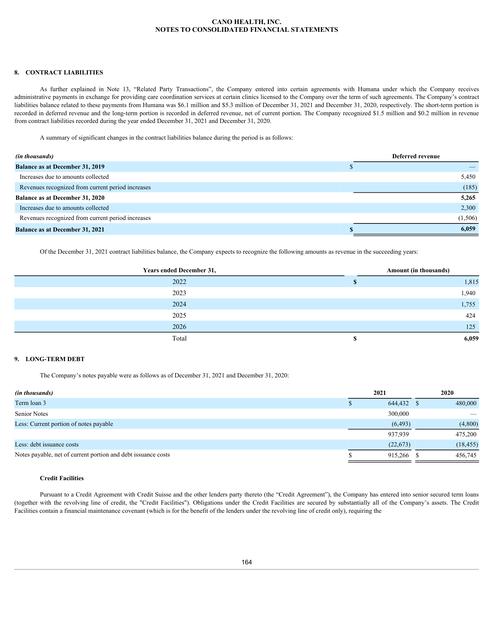 CANO HEALTH, INC.
NOTES TO CONSOLIDATED FINANCIAL STATEMENTS
8. CONTRACT LIABILITIES
As further explained in Note 13, “Related Party Transactions”, the Company entered into certain agreements with Humana under which the Company receives
administrative payments in exchange for providing care coordination services at certain clinics licensed to the Company over the term of such agreements. The Company's contract
liabilities balance related to these payments from Humana was $6.1 million and $5.3 million of December 31, 2021 and December 31, 2020, respectively. The short-term portion is
recorded in deferred revenue and the long-term portion is recorded in deferred revenue, net of current portion. The Company recognized $1.5 million and $0.2 million in revenue
from contract liabilities recorded during the year ended December 31, 2021 and December 31, 2020.
A summary of significant changes in the contract liabilities balance during the period is as follows:
(in thousands) Deferred revenue
Balance as at December 31, 2019 $ —
Increases due to amounts collected 5,450
Revenues recognized from current period increases (185)
Balance as at December 31, 2020 5,265
Increases due to amounts collected 2,300
Revenues recognized from current period increases (1,506)
Balance as at December 31, 2021 $ 6,059
Of the December 31, 2021 contract liabilities balance, the Company expects to recognize the following amounts as revenue in the succeeding years:
Years ended December 31, Amount (in thousands)
2022 $ 1,815
2023 1,940
2024 1,755
2025 424
2026 125
Total $ 6,059
9. LONG-TERM DEBT
The Company's notes payable were as follows as of December 31, 2021 and December 31, 2020:
(in thousands) 2021 2020
Term loan 3 $ 644,432 $ 480,000
Senior Notes 300,000 —
Less: Current portion of notes payable (6,493) (4,800)
937,939 475,200
Less: debt issuance costs (22,673) (18,455)
Notes payable, net of current portion and debt issuance costs $ 915,266 $ 456,745
Credit Facilities
Pursuant to a Credit Agreement with Credit Suisse and the other lenders party thereto (the “Credit Agreement”), the Company has entered into senior secured term loans
(together with the revolving line of credit, the "Credit Facilities"). Obligations under the Credit Facilities are secured by substantially all of the Company's assets. The Credit
Facilities contain a financial maintenance covenant (which is for the benefit of the lenders under the revolving line of credit only), requiring the
164